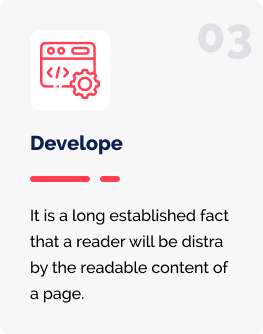 03
Develope
It is a long established fact
that a reader will be distra
by the readable content of
a page.